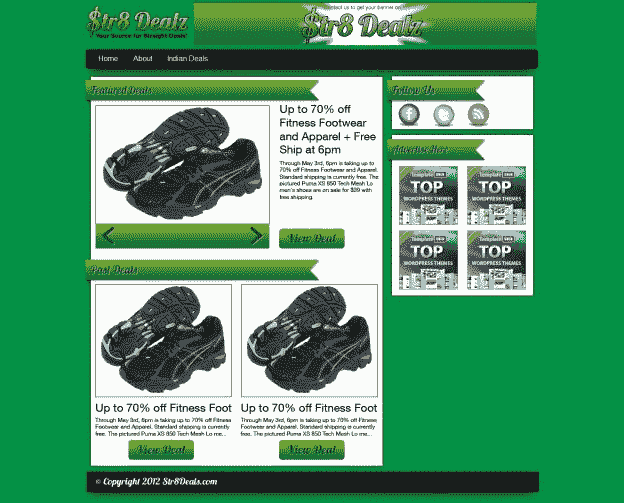 $tr8 Dealz
Your Source for Straight Deals!
to get your banner on
$tr8 Dealz
Home About Indian Deals
Featured Deals
Up to 70% off
Fitness Footwear
and Apparel + Free
Ship at 6pm
Through May 3rd, 6pm is taking up to
70% off Fitness Footwear and Apparel.
Standard shipping is currently free. The
pictured Puma XS 850 Tech Mesh Lo
men's shoes are on sale for $39 with
free shipping.
View Deal
Follow Us
Advertise Here
Template
TOP
WORDPRESS THEMES
Template
TOP
WORDPRESS THEMES
Template
TOP
WORDPRESS THEMES
Template
TOP
WORDPRESS THEMES
Past Deals
Up to 70% off Fitness Foot
Through May 3rd, 6pm is taking up to 70% off Fitness
Footwear and Apparel. Standard shipping is currently
free. The pictured Puma XS 850 Tech Mesh Lo me...
View Deal
Up to 70% off Fitness Foot
Through May 3rd, 6pm is taking up to 70% off Fitness
Footwear and Apparel. Standard shipping is currently
free. The pictured Puma XS 850 Tech Mesh Lo me...
View Deal
© Copyright 2012 Str8Deals.com